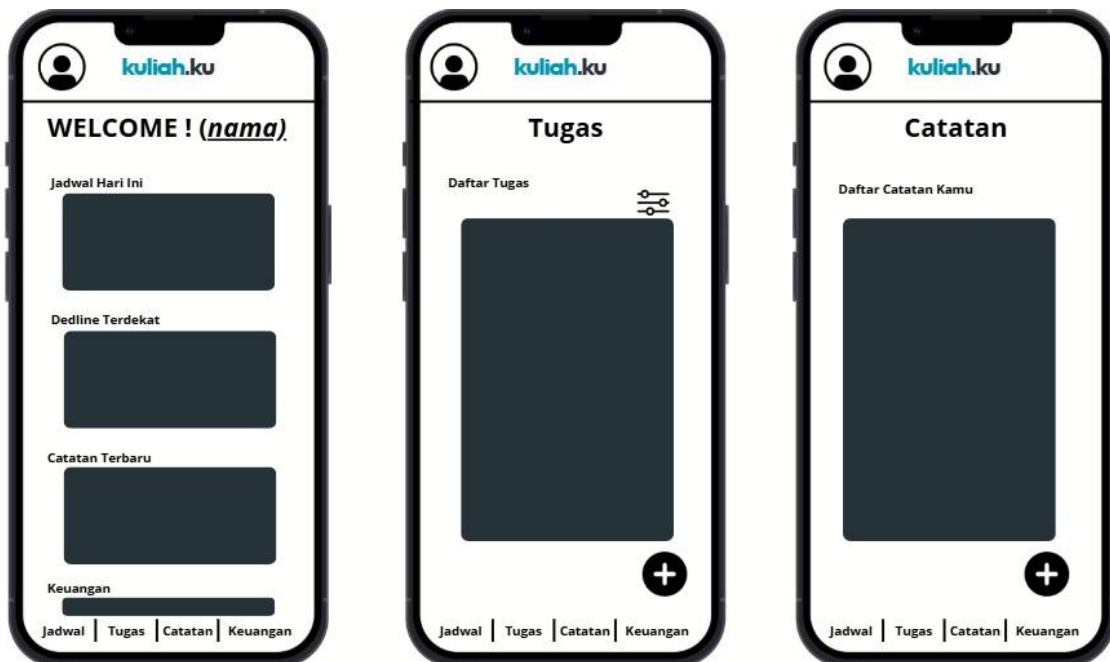 kuliah.ku
WELCOME ! (nama)
Jadwal Hari Ini
Dedline Terdekat
Catatan Terbaru
Keuangan
Jadwal | Tugas | Catatan | Keuangan
kuliah.ku
Tugas
Daftar Tugas
Jadwal | Tugas | Catatan | Keuangan
kuliah.ku
Catatan
Daftar Catatan Kamu
Jadwal | Tugas | Catatan | Keuangan